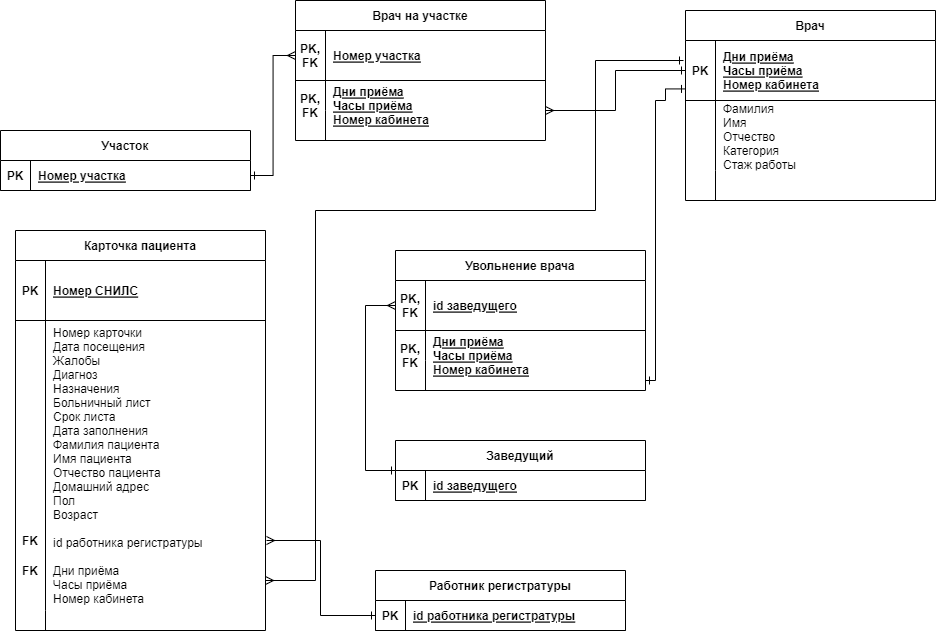 Врач на участке
PK,
FK
Номер участка
PK,
FK
Дни приёма
Часы приёма
Номер кабинета
Врач
PK
Дни приёма
Часы приёма
Номер кабинета
Фамилия
Имя
Отчество
Категория
Стаж работы
Участок
PK
Номер участка
Карточка пациента
PK
Номер СНИЛС
Номер карточки
Дата посещения
Жалобы
Диагноз
Назначения
Больничный лист
Срок листа
Дата заполнения
Фамилия пациента
Имя пациента
Отчество пациента
Домашний адрес
Пол
Возраст
FK
id работника регистратуры
FK
Дни приёма
Часы приёма
Номер кабинета
Увольнение врача
PK,
FK
id заведущего
PK,
FK
Дни приёма
Часы приёма
Номер кабинета
Заведущий
PK
id заведущего
Работник регистратуры
PK
id работника регистратуры